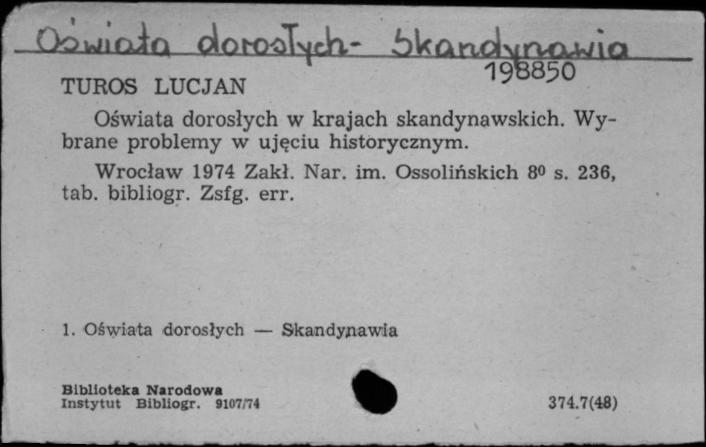 Oświata dorosłych - Skandynawia
198850
TUROS LUCJAN
Oświata dorosłych w krajach skandynawskich. Wy-
brane problemy w ujęciu historycznym.
Wrocław 1974 Zakł. Nar. im. Ossolińskich 8⁰ s. 236,
tab. bibliogr. Zsfg. err.
1. Oświata dorosłych — Skandynawia
Biblioteka Narodowa
Instytut Bibliogr. 9107/74
374.7(48)